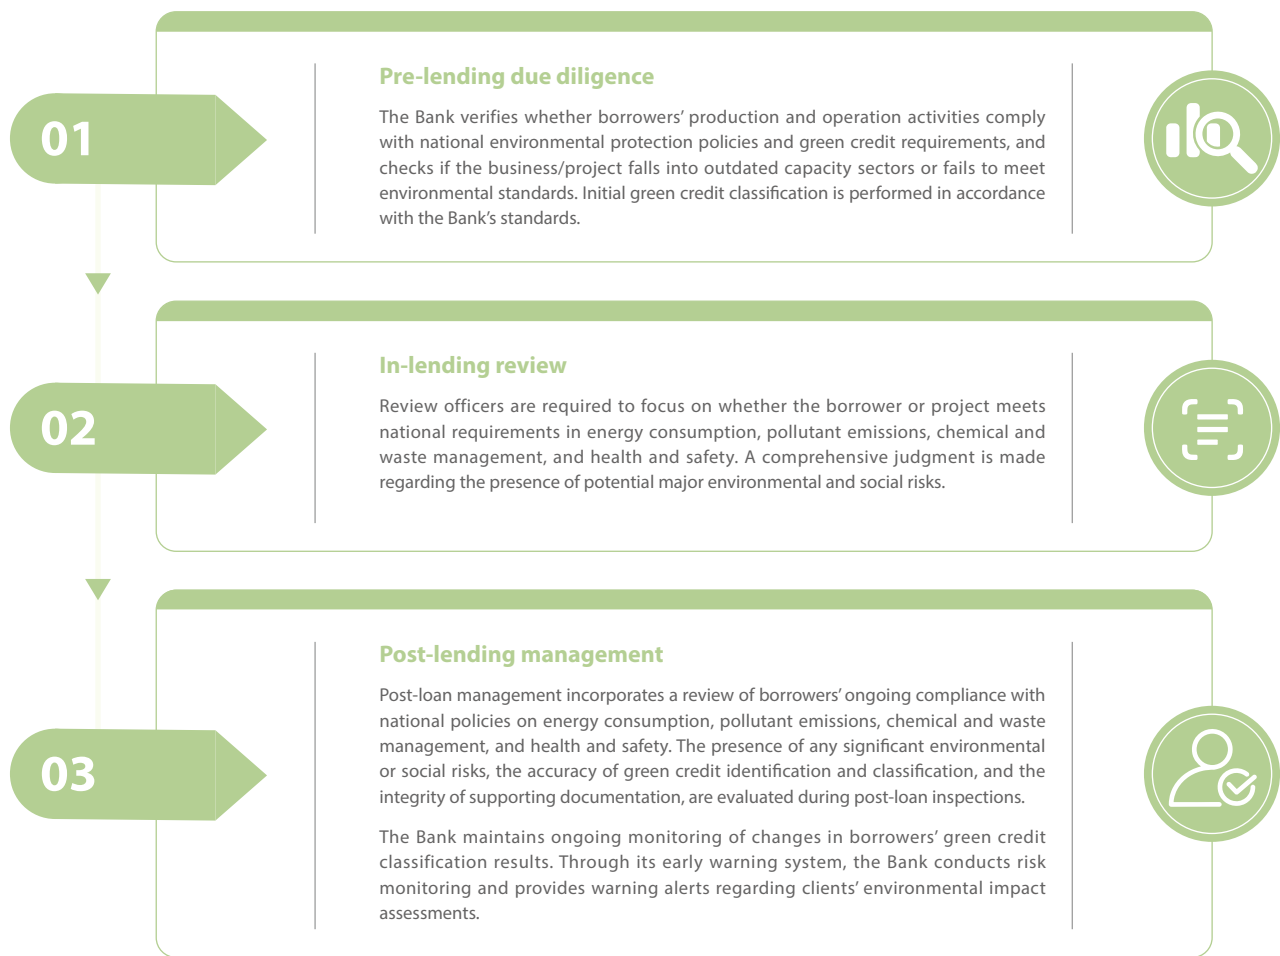 01
Pre-lending due diligence
The Bank verifies whether borrowers’ production and operation activities comply
with national environmental protection policies and green credit requirements, and
checks if the business/project falls into outdated capacity sectors or fails to meet
environmental standards. Initial green credit classification is performed in accordance
with the Bank’s standards.
02
In-lending review
Review officers are required to focus on whether the borrower or project meets
national requirements in energy consumption, pollutant emissions, chemical and
waste management, and health and safety. A comprehensive judgment is made
regarding the presence of potential major environmental and social risks.
03
Post-lending management
Post-loan management incorporates a review of borrowers’ ongoing compliance with
national policies on energy consumption, pollutant emissions, chemical and waste
management, and health and safety. The presence of any significant environmental
or social risks, the accuracy of green credit identification and classification, and the
integrity of supporting documentation, are evaluated during post-loan inspections.
The Bank maintains ongoing monitoring of changes in borrowers’ green credit
classification results. Through its early warning system, the Bank conducts risk
monitoring and provides warning alerts regarding clients’ environmental impact
assessments.